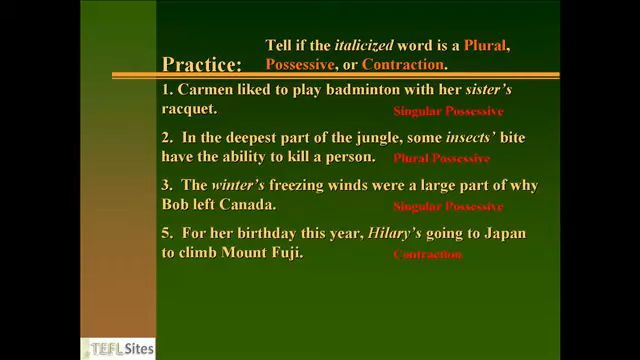 Practice: Tell if the italicized word is a Plural,
Possessive, or Contraction.
1. Carmen liked to play badminton with her sister's
racquet.
Singular Possessive
2. In the deepest part of the jungle, some insects' bite
have the ability to kill a person.
Plural Possessive
3. The winter's freezing winds were a large part of why
Bob left Canada.
Singular Possessive
5. For her birthday this year, Hilary's going to Japan
to climb Mount Fuji.
Contraction
TEFLSites